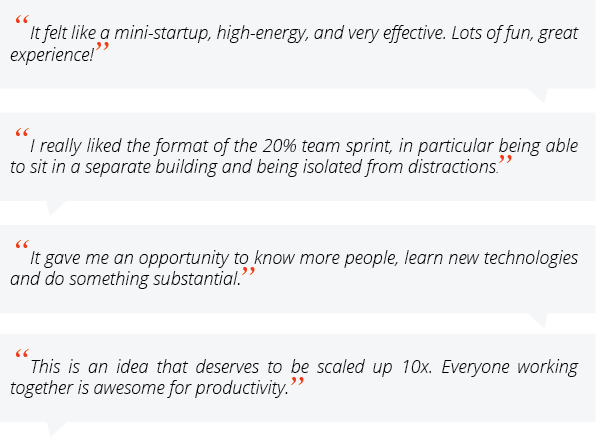 “It felt like a mini-startup, high-energy, and very effective. Lots of fun, great
experience!”
“I really liked the format of the 20% team sprint, in particular being able
to sit in a separate building and being isolated from distractions.”
“It gave me an opportunity to know more people, learn new technologies
and do something substantial.”
“This is an idea that deserves to be scaled up 10x. Everyone working
together is awesome for productivity.”